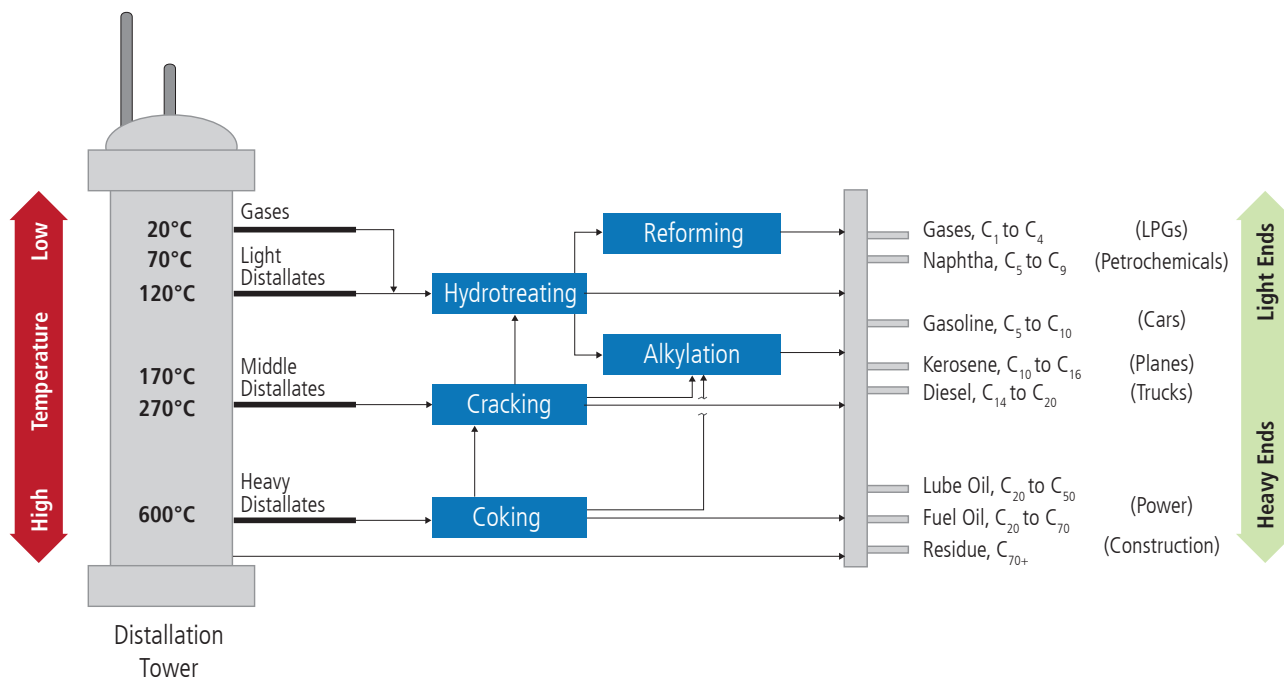 Low
Temperature
High
20°C
70°C
120°C
170°C
270°C
600°C
Distallation
Tower
Gases
Light
Distallates
Middle
Distallates
Heavy
Distallates
Reforming
Hydrotreating
Alkylation
Cracking
Coking
Gases, C1 to C4 (LPGs)
Naphtha, C5 to C9 (Petrochemicals)
Gasoline, C5 to C10 (Cars)
Kerosene, C10 to C16 (Planes)
Diesel, C14 to C20 (Trucks)
Lube Oil, C20 to C50
(Power)
Fuel Oil, C20 to C70
Residue, C70+ (Construction)
Light Ends
Heavy Ends